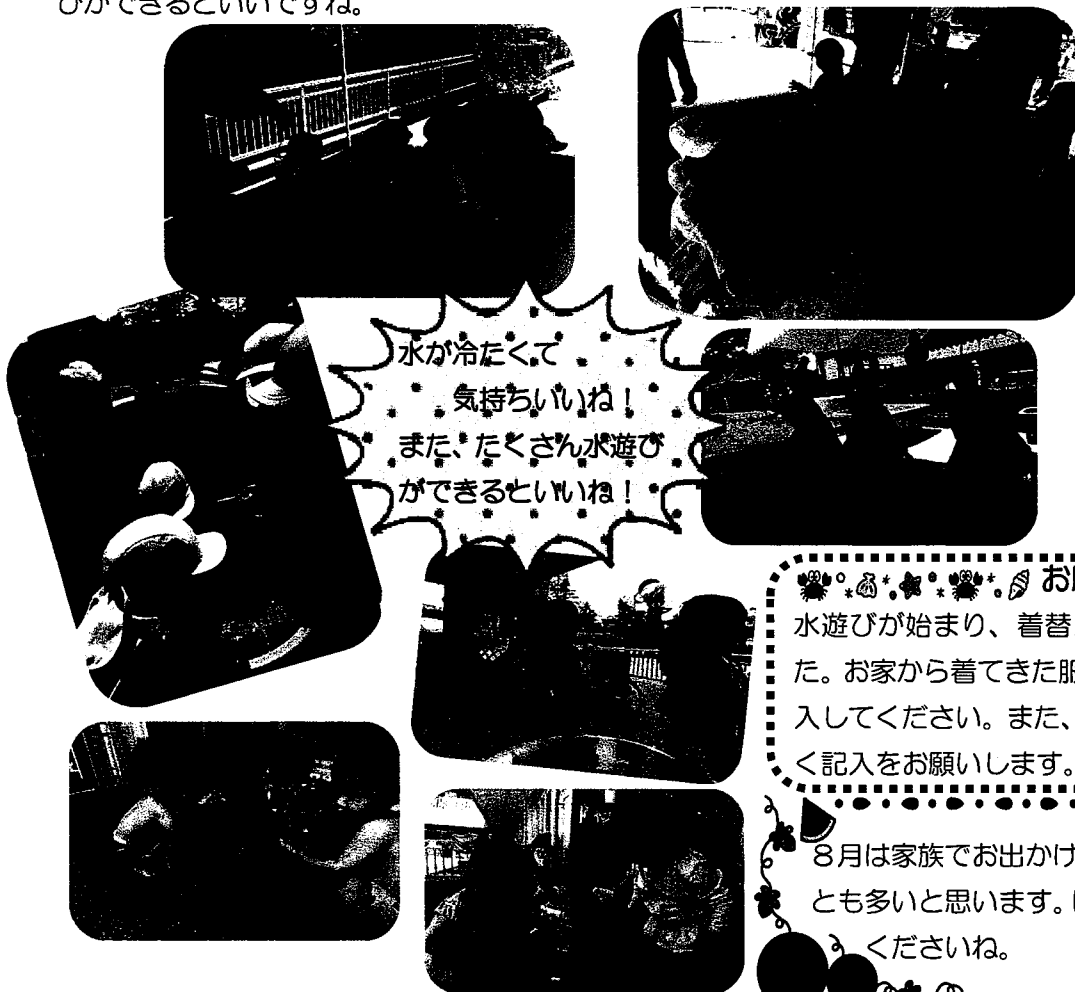 びができるといいですね。
水が冷たくて
気持ちいいね！
また、たくさん水遊び
ができるといいね！
お
水遊びが始まり、着替
た。お家から着てきた服
入してください。また、
く記入をお願いします。
8月は家族でお出かけ
とも多いと思います。
くださいね。